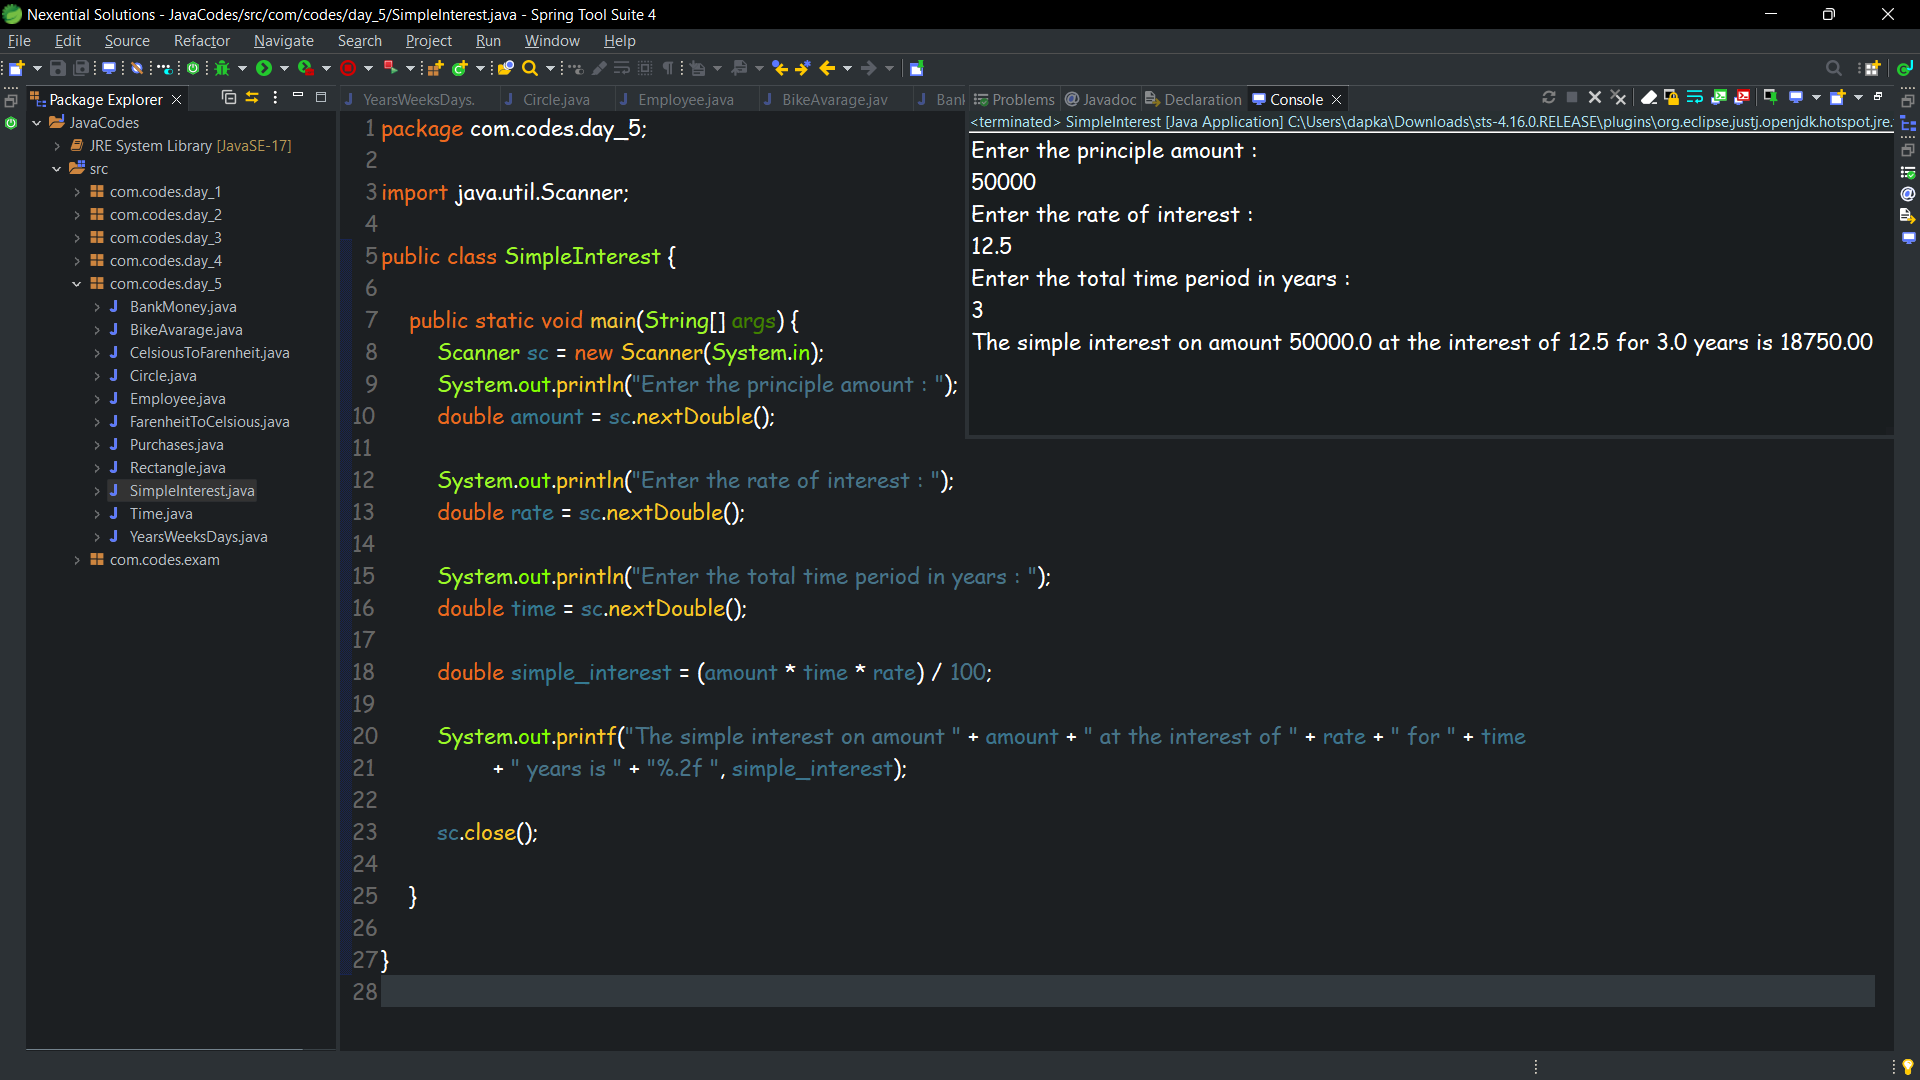 Nexential Solutions - JavaCodes/src/com/codes/day_5/SimpleInterest.java - Spring Tool Suite 4
File Edit Source Refactor Navigate Search Project Run Window Help
Package Explorer
JavaCodes
JRE System Library [JavaSE-17]
src
com.codes.day_1
com.codes.day_2
com.codes.day_3
com.codes.day_4
com.codes.day_5
BankMoney.java
BikeAvarage.java
CelsiousToFarenheit.java
Circle.java
Employee.java
FarenheitToCelsious.java
Purchases.java
Rectangle.java
SimpleInterest.java
Time.java
YearsWeeksDays.java
com.codes.exam
YearsWeeksDays. Circle.java Employee.java BikeAvarage.jav Bank
1 package com.codes.day_5;
2
3 import java.util.Scanner;
4
5 public class SimpleInterest {
6
7 public static void main(String[] args) {
8 Scanner sc = new Scanner(System.in);
9 System.out.println("Enter the principle amount : ");
10 double amount = sc.nextDouble();
11
12 System.out.println("Enter the rate of interest : ");
13 double rate = sc.nextDouble();
14
15 System.out.println("Enter the total time period in years : ");
16 double time = sc.nextDouble();
17
18 double simple_interest = (amount * time * rate) / 100;
19
20 System.out.printf("The simple interest on amount " + amount + " at the interest of " + rate + " for " + time
21 + " years is " + "%.2f ", simple_interest);
22
23 sc.close();
24
25 }
26
27 }
28
Problems Javadoc Declaration Console
<terminated> SimpleInterest [Java Application] C:\Users\dapka\Downloads\sts-4.16.0.RELEASE\plugins\org.eclipse.justj.openjdk.hotspot.jre.
Enter the principle amount :
50000
Enter the rate of interest :
12.5
Enter the total time period in years :
3
The simple interest on amount 50000.0 at the interest of 12.5 for 3.0 years is 18750.00